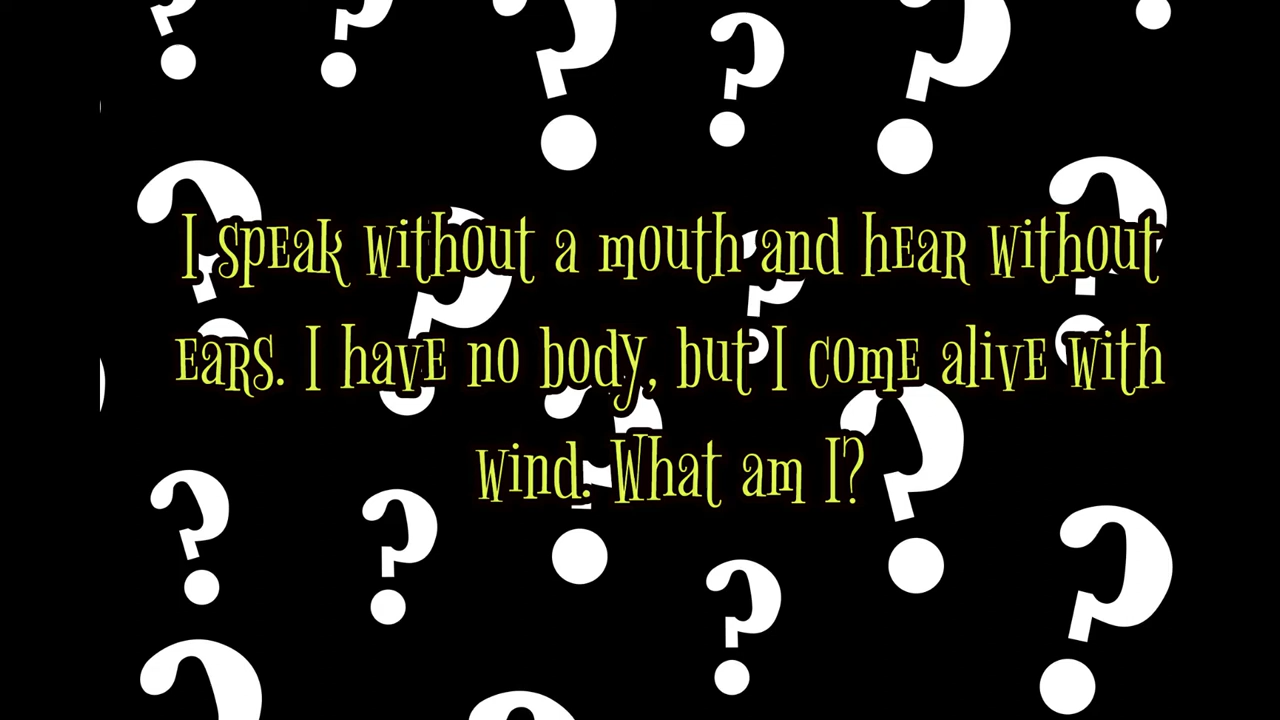 I speak without a mouth and hear without
ears. I have no body, but I come alive with
wind. What am I?